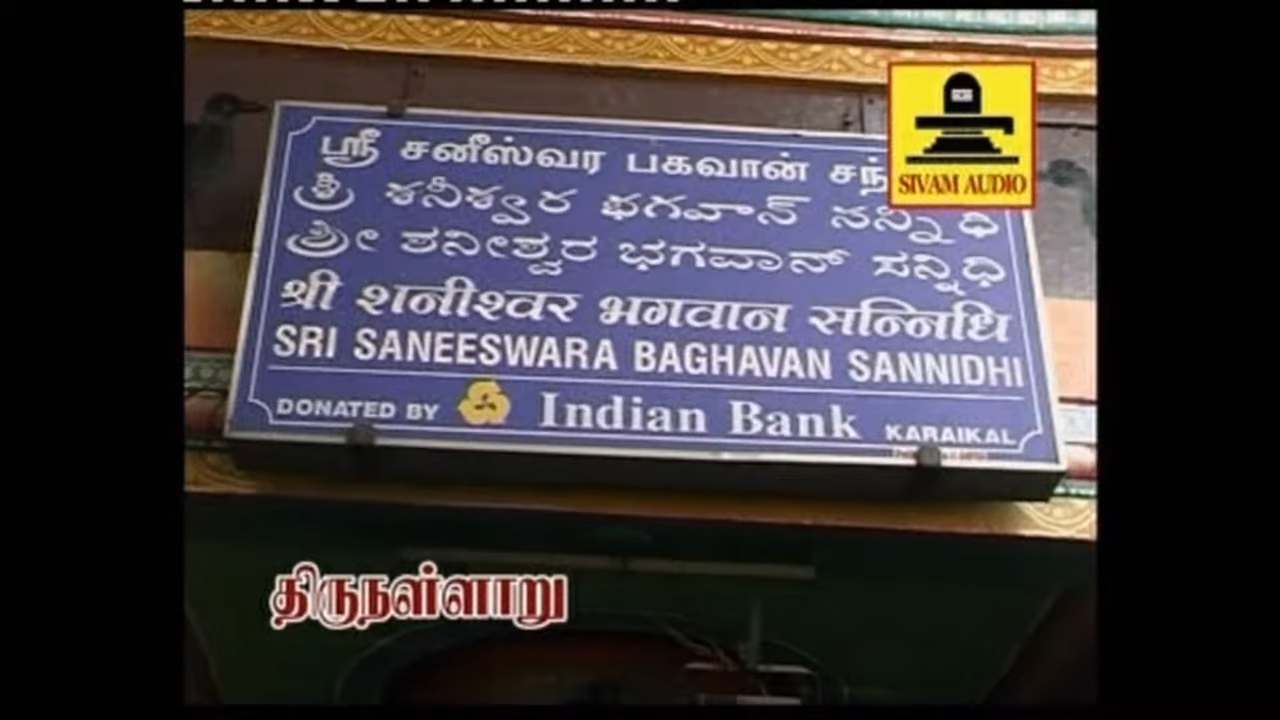 ஸ்ரீ சனீஸ்வர பகவான்
శ్రీ శనీశ్వర భగవాన్ సన్నిధి
ಶ್ರೀ ಶನೀಶ್ವರ ಭಗವಾನ್ ಸನ್ನಿಧಿ
श्री शनीश्वर भगवान सन्निधि
SRI SANEESWARA BAGHAVAN SANNIDHI
DONATED BY Indian Bank KARAIKAL
SIVAM AUDIO
திருநள்ளாறு